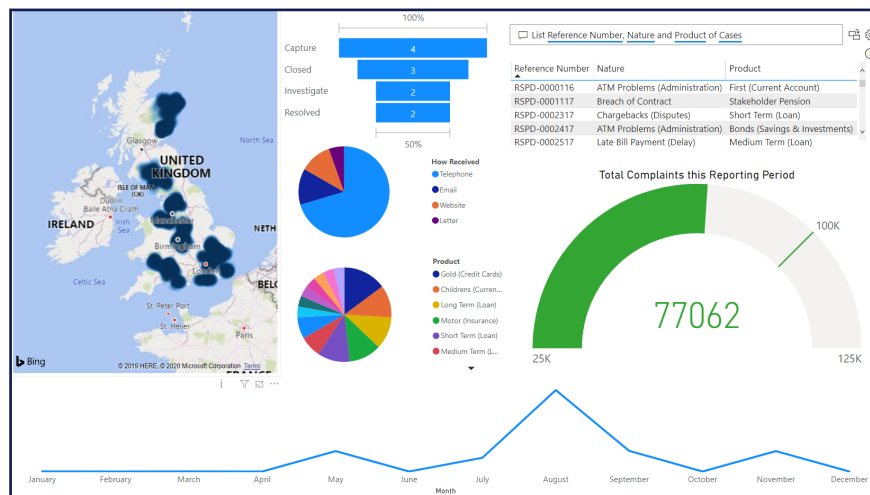 North Sea
Glasgow
UNITED
KINGDOM
ISLE OF MAN
(UK)
Dublin
Baile Átha Cliath
Irish
Sea
IRELAND
Manchester
NETH
Birmingham
London
Celtic Sea
BELG
St. Peter Port
St. Helier
Paris
FRANCE
Bing
© 2019 HERE, © 2020 Microsoft Corporation Terms
100%
Capture 4
Closed 3
Investigate 2
Resolved 2
50%
How Received
Telephone
Email
Website
Letter
Product
Gold (Credit Cards)
Childrens (Curren...
Long Term (Loan)
Motor (Insurance)
Short Term (Loan)
Medium Term (L...
List Reference Number, Nature and Product of Cases
Reference Number Nature Product
RSPD-0000116 ATM Problems (Administration) First (Current Account)
RSPD-0001117 Breach of Contract Stakeholder Pension
RSPD-0002317 Chargebacks (Disputes) Short Term (Loan)
RSPD-0002417 ATM Problems (Administration) Bonds (Savings & Investments)
RSPD-0002517 Late Bill Payment (Delay) Medium Term (Loan)
Total Complaints this Reporting Period
100K
77062
25K 125K
January February March April May June July August September October November December
Month